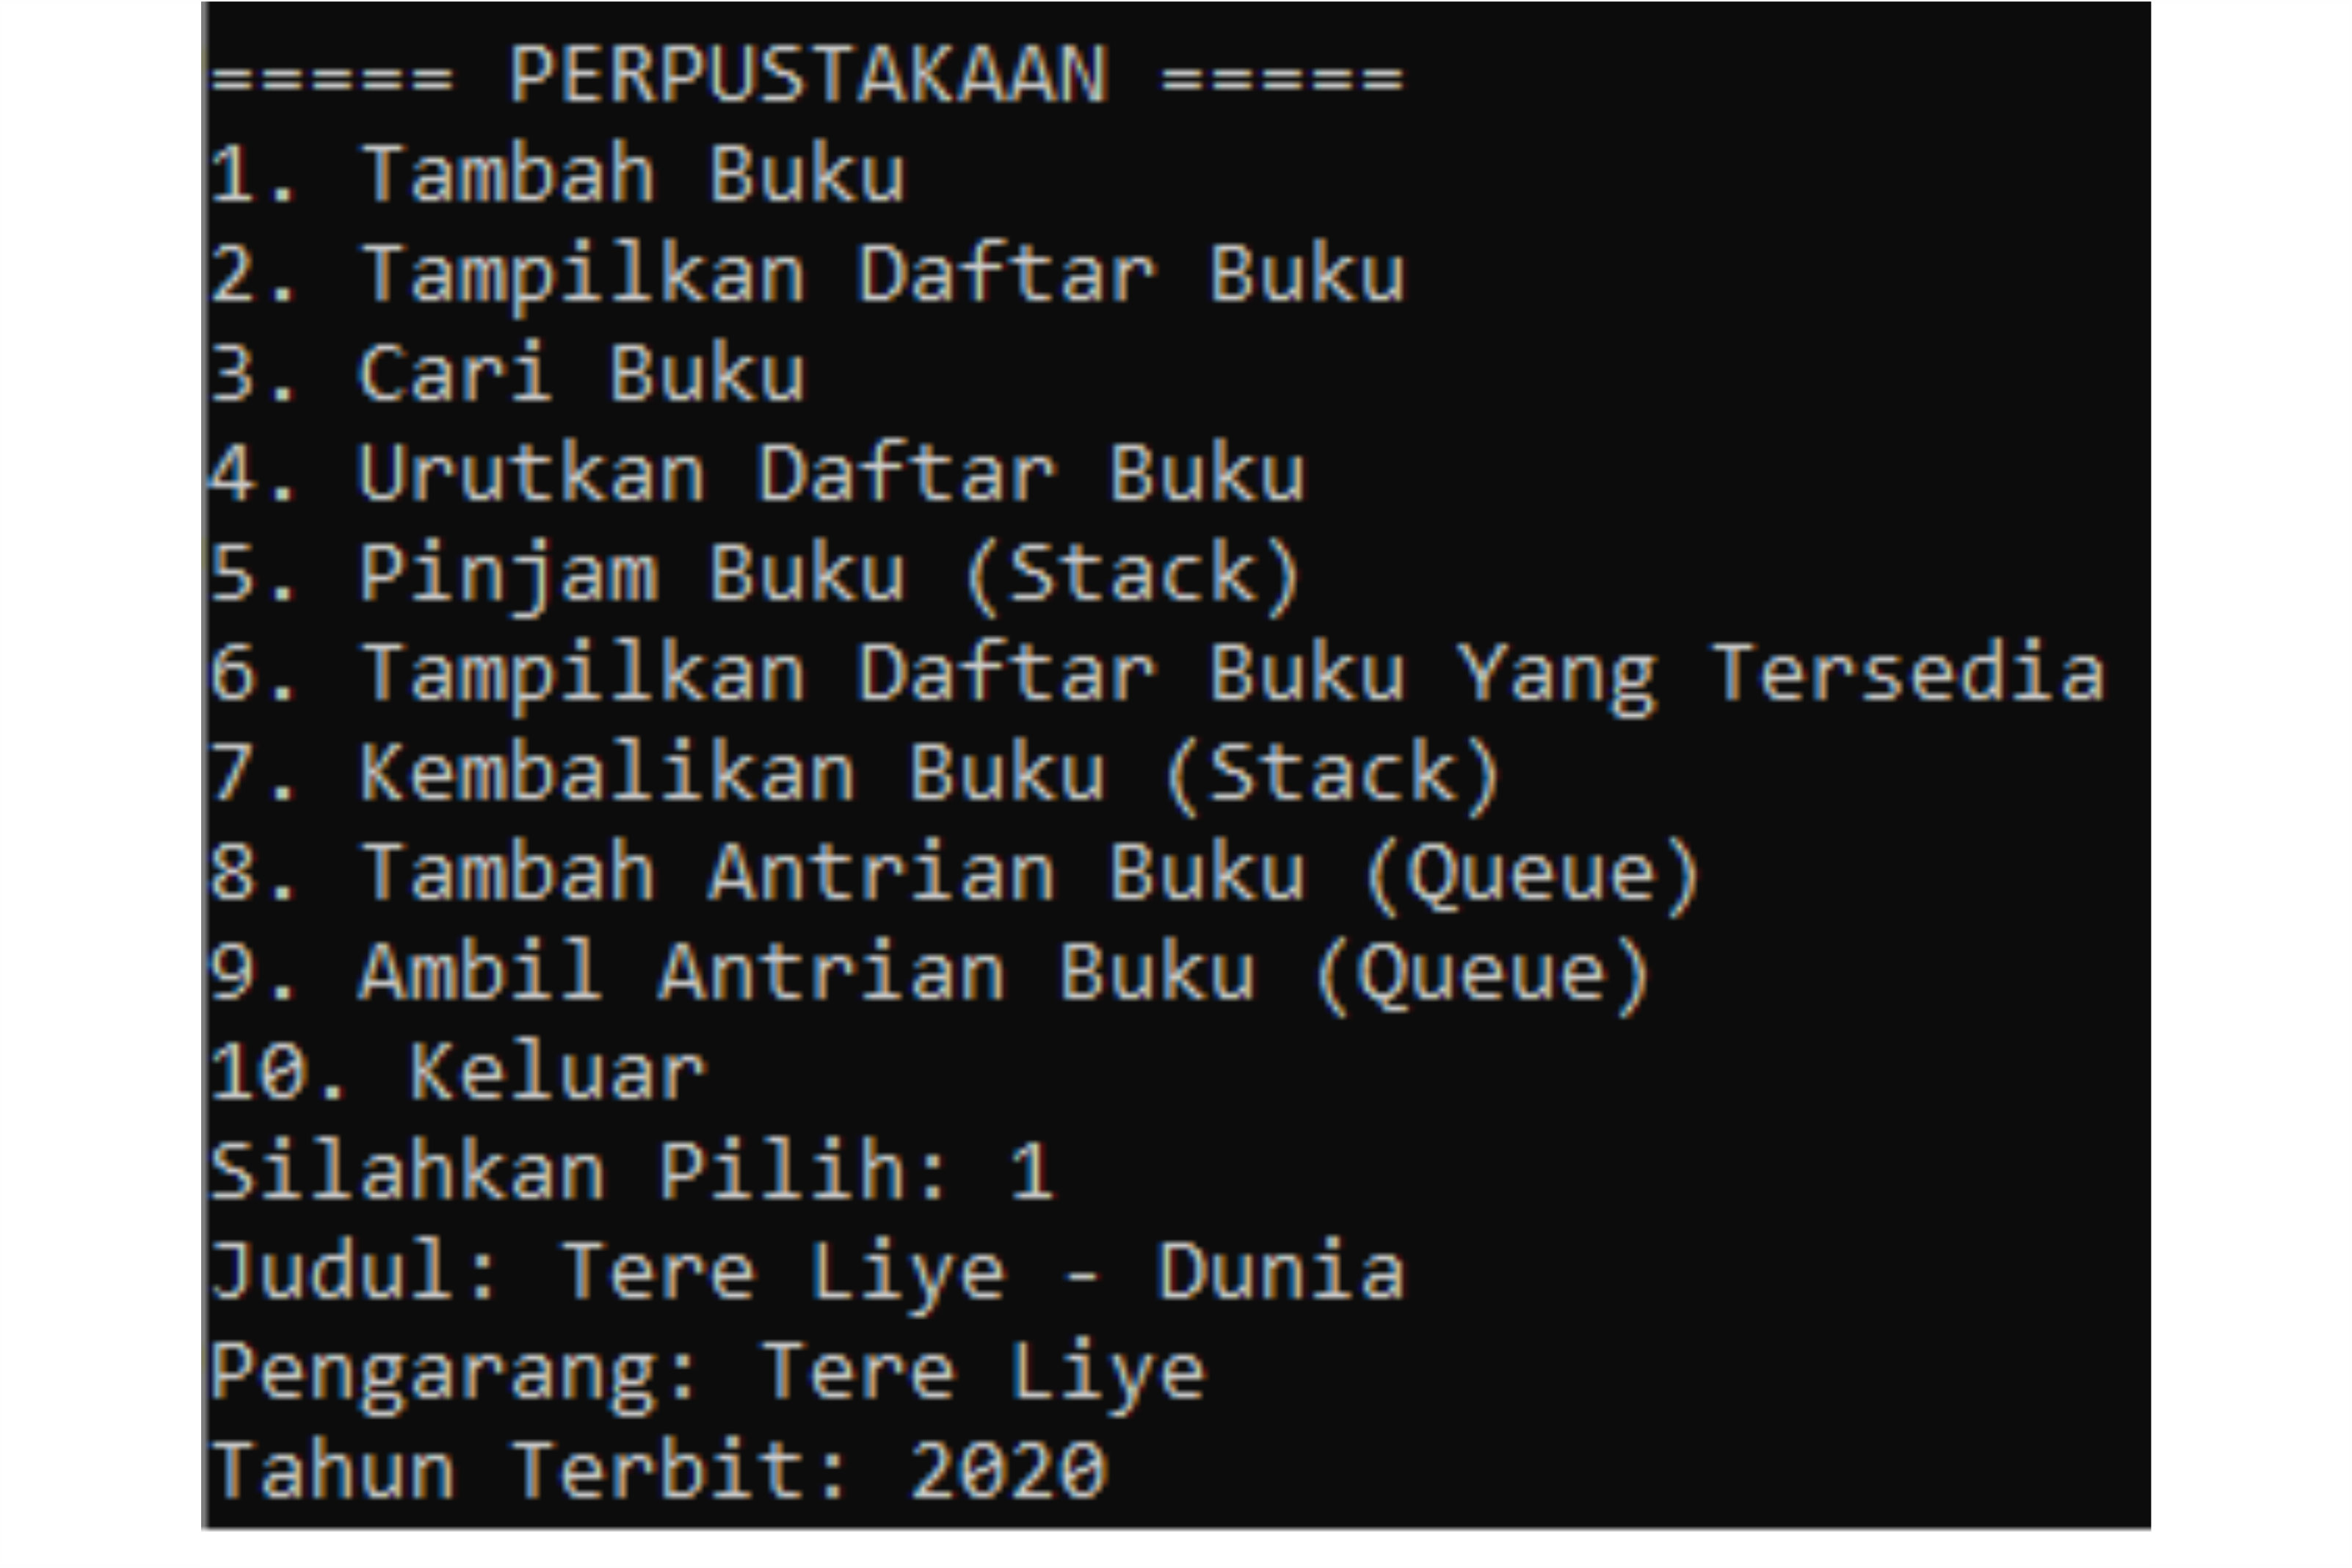 ===== PERPUSTAKAAN =====
1. Tambah Buku
2. Tampilkan Daftar Buku
3. Cari Buku
4. Urutkan Daftar Buku
5. Pinjam Buku (Stack)
6. Tampilkan Daftar Buku Yang Tersedia
7. Kembalikan Buku (Stack)
8. Tambah Antrian Buku (Queue)
9. Ambil Antrian Buku (Queue)
10. Keluar
Silahkan Pilih: 1
Judul: Tere Liye - Dunia
Pengarang: Tere Liye
Tahun Terbit: 2020